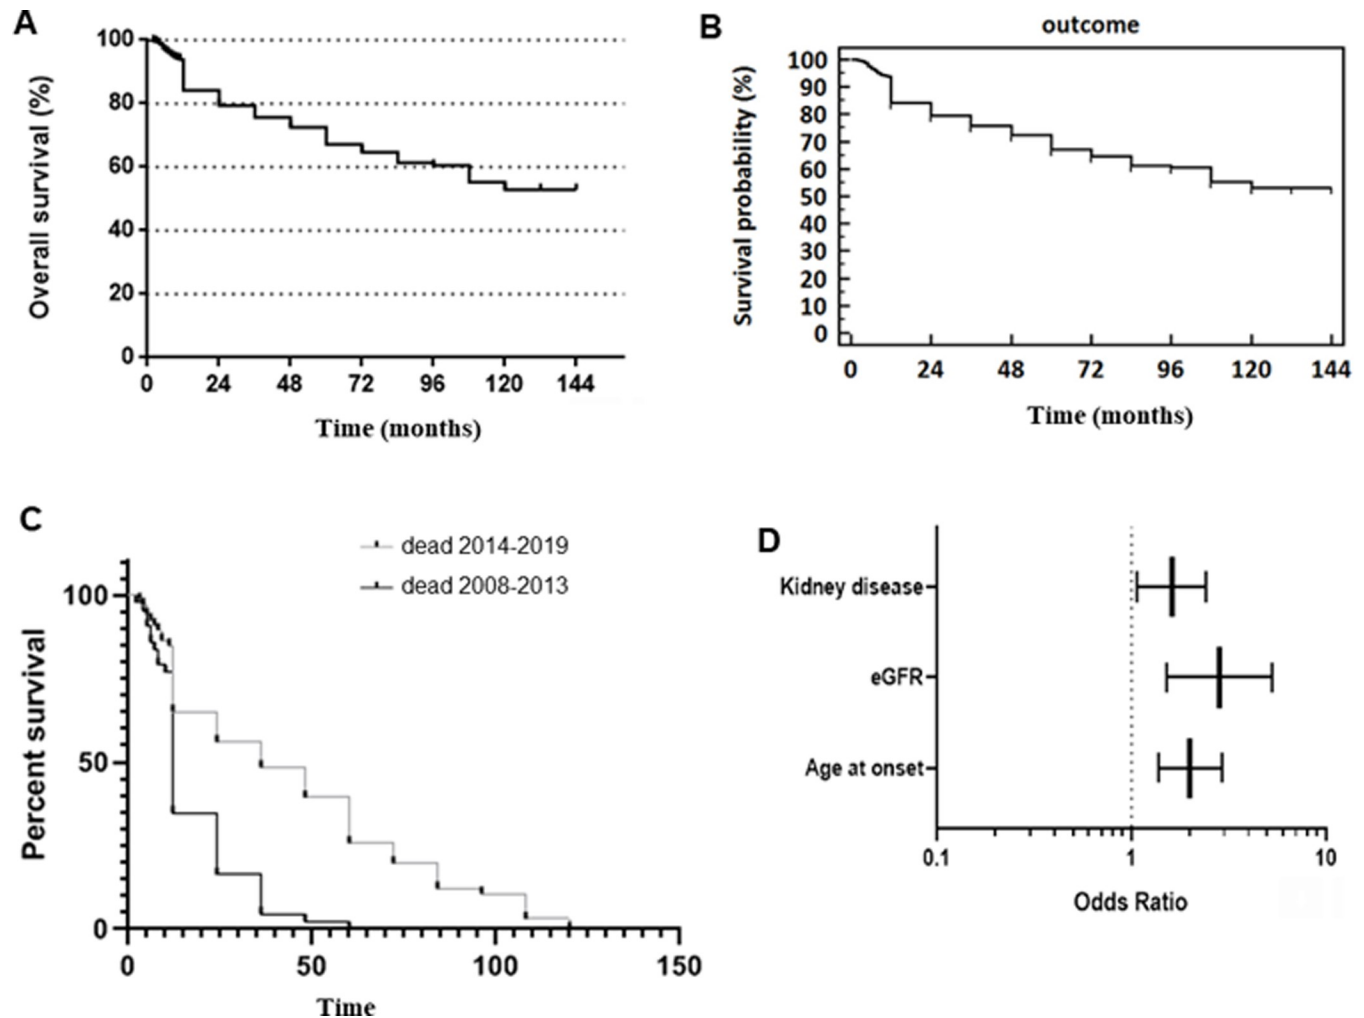 A
100
80
60
40
20
0
Overall survival (%)
0 24 48 72 96 120 144
Time (months)
B
outcome
100
90
80
70
60
50
40
30
20
10
0
Survival probability (%)
0 24 48 72 96 120 144
Time (months)
C
dead 2014-2019
dead 2008-2013
100
50
0
Percent survival
0 50 100 150
Time
D
Kidney disease
eGFR
Age at onset
0.1 1 10
Odds Ratio